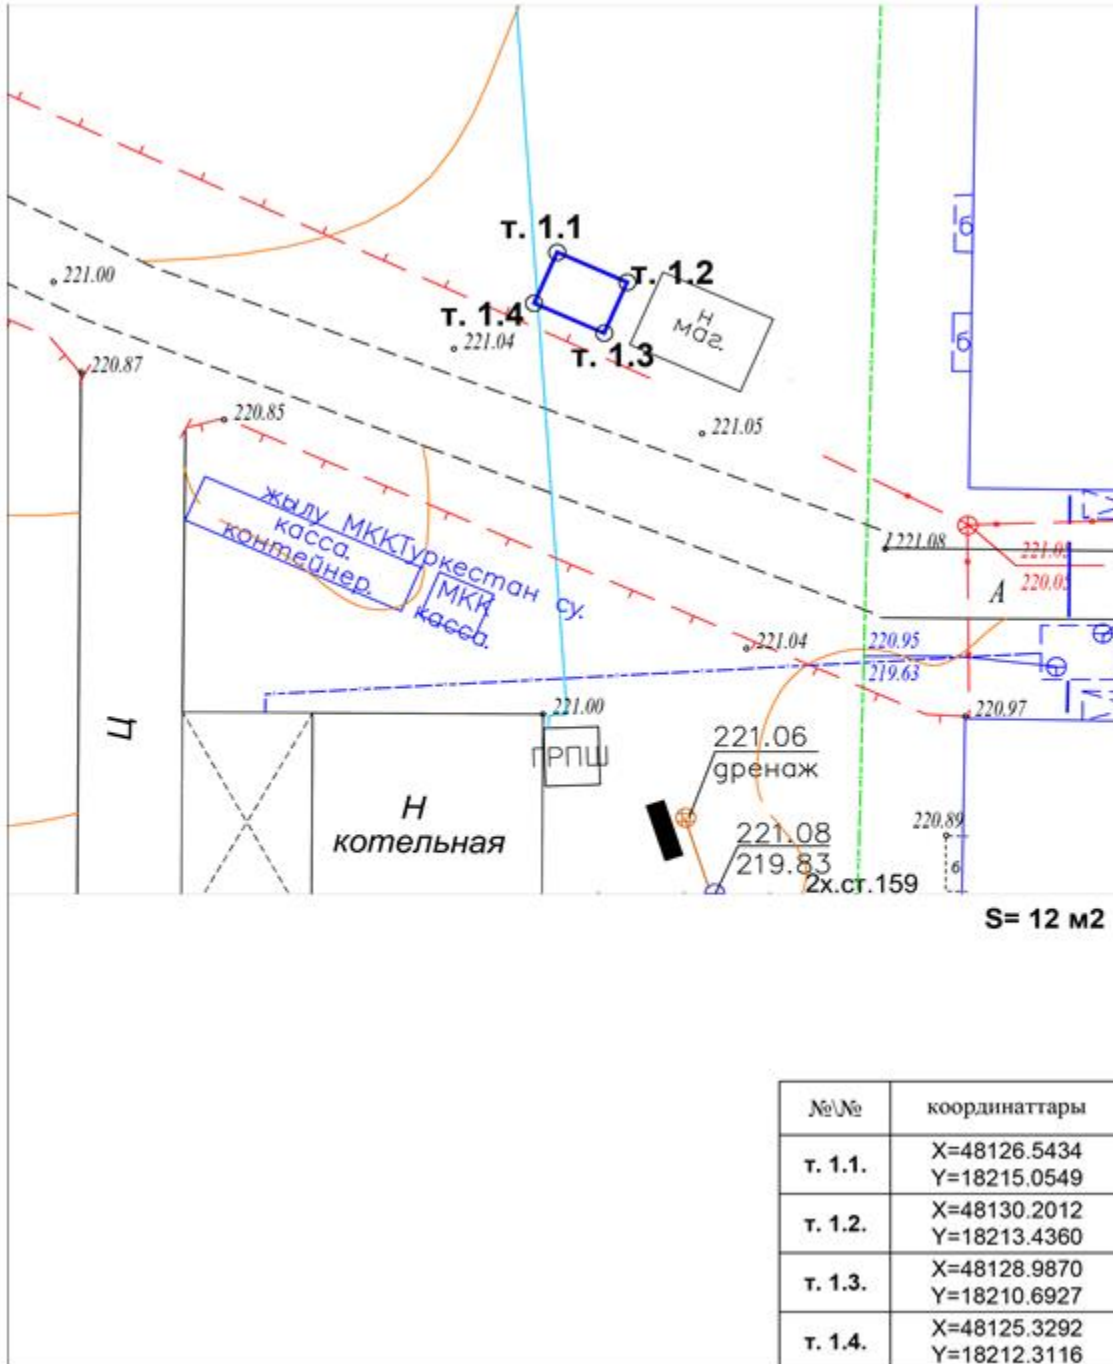 т. 1.1
т. 1.2
б
221.00
т. 1.4
н
маг.
221.04
т. 1.3
б
220.87
220.85
221.05
жылу МККТуркестан су.
касса.
контейнер.
МКК
касса.
221.08
220.05
А
221.04
220.95
219.63
221.00
220.97
Ц
ГРПШ
221.06
дренаж
Н
котельная
220.89
221.08
219.83
б
2х.ст.159
S= 12 м2
№\№ координаттары
т. 1.1. X=48126.5434
Y=18215.0549
т. 1.2. X=48130.2012
Y=18213.4360
т. 1.3. X=48128.9870
Y=18210.6927
т. 1.4. X=48125.3292
Y=18212.3116